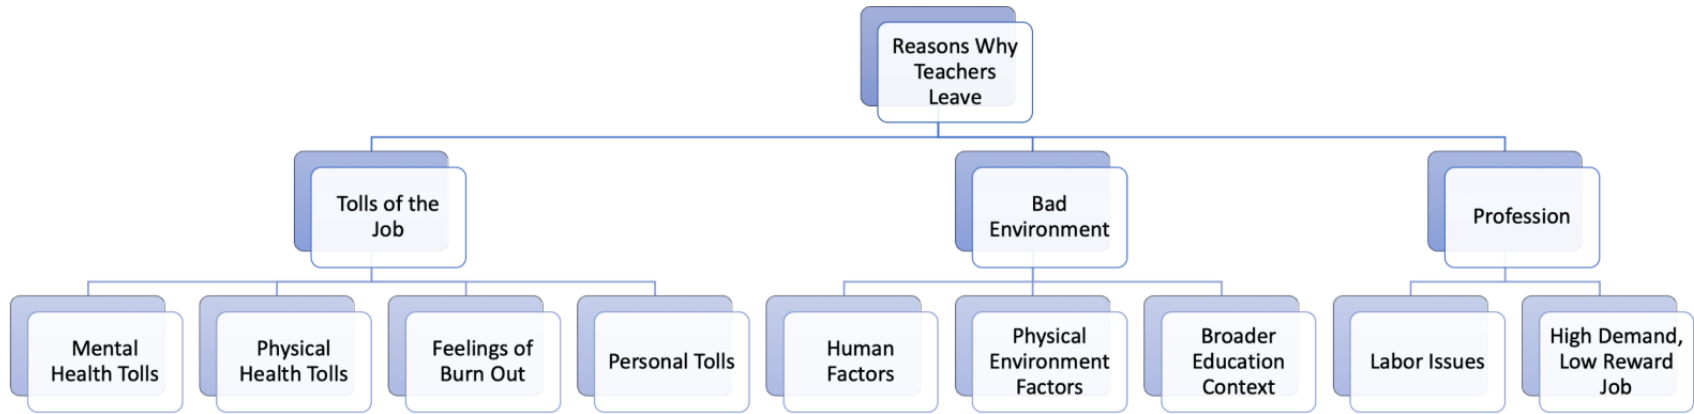 Reasons Why
Teachers
Leave
Tolls of the
Job
Bad
Environment
Profession
Mental
Health Tolls
Physical
Health Tolls
Feelings of
Burn Out
Personal Tolls
Human
Factors
Physical
Environment
Factors
Broader
Education
Context
Labor Issues
High Demand,
Low Reward
Job